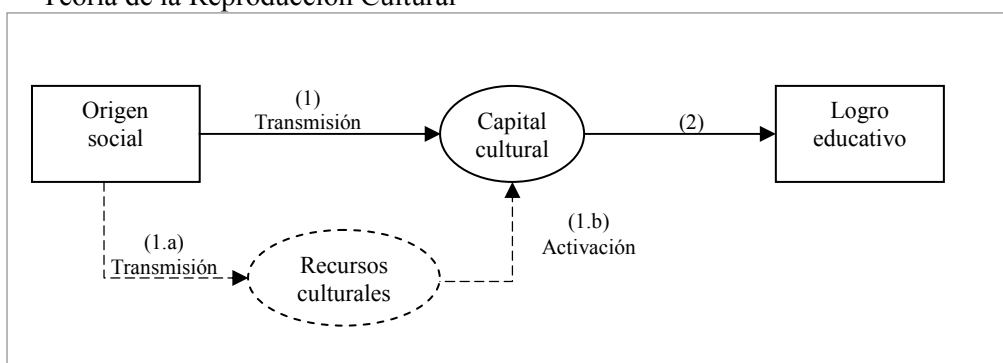 Teoría de la Reproducción Cultural
Origen
social
(1)
Transmisión
Capital
cultural
(2)
Logro
educativo
(1.a)
Transmisión
Recursos
culturales
(1.b)
Activación